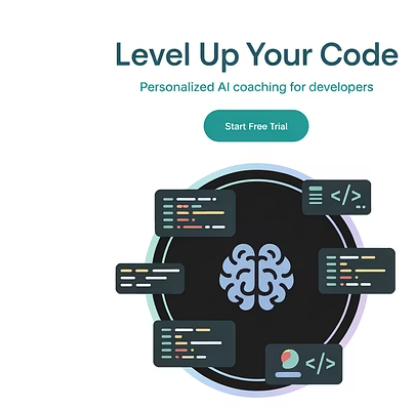 Level Up Your Code
Personalized AI coaching for developers
Start Free Trial
</>
</>